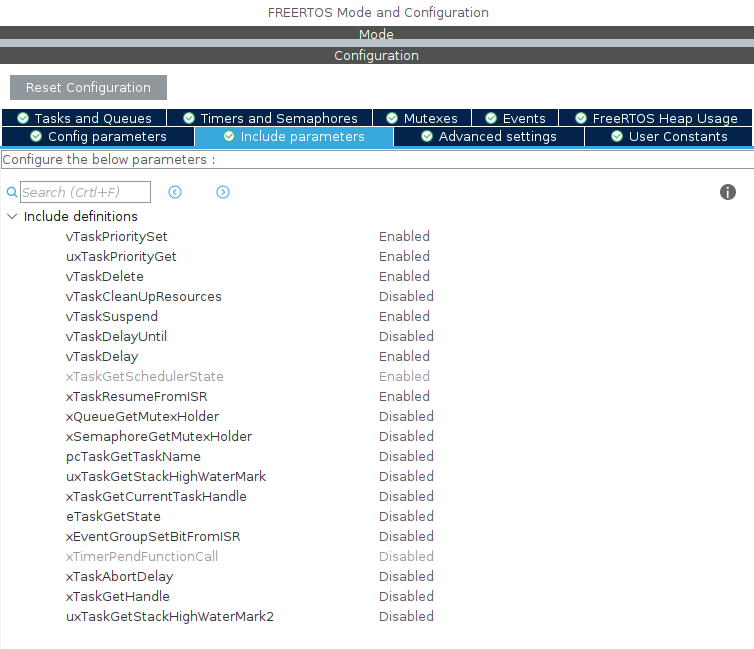 FREERTOS Mode and Configuration
Mode
Configuration
Reset Configuration
Tasks and Queues Timers and Semaphores Mutexes Events FreeRTOS Heap Usage
Config parameters Include parameters Advanced settings User Constants
Configure the below parameters :
Search (Crtl+F)
Include definitions
vTaskPrioritySet Enabled
uxTaskPriorityGet Enabled
vTaskDelete Enabled
vTaskCleanUpResources Disabled
vTaskSuspend Enabled
vTaskDelayUntil Disabled
vTaskDelay Enabled
xTaskGetSchedulerState Enabled
xTaskResumeFromISR Enabled
xQueueGetMutexHolder Disabled
xSemaphoreGetMutexHolder Disabled
pcTaskGetTaskName Disabled
uxTaskGetStackHighWaterMark Disabled
xTaskGetCurrentTaskHandle Disabled
eTaskGetState Disabled
xEventGroupSetBitFromISR Disabled
xTimerPendFunctionCall Disabled
xTaskAbortDelay Disabled
xTaskGetHandle Disabled
uxTaskGetStackHighWaterMark2 Disabled